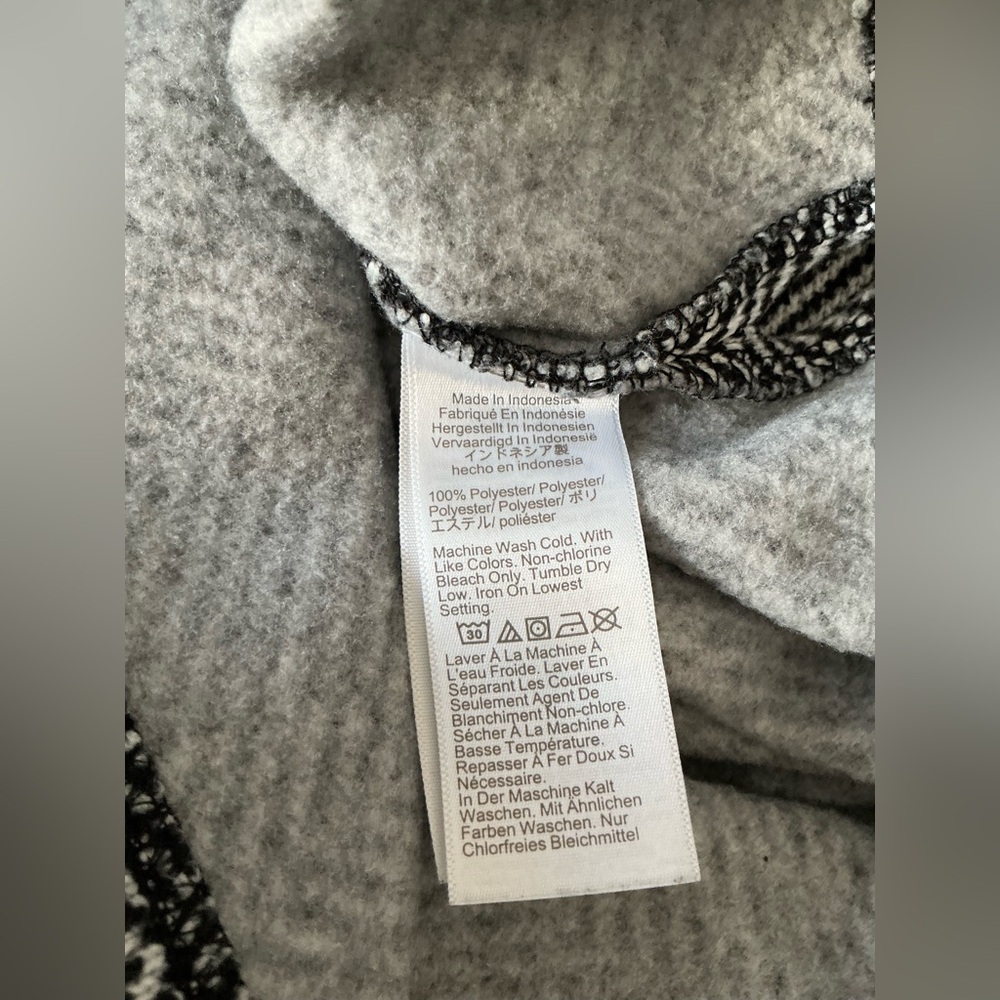 Made In Indonesia
Fabriqué En Indonésie
Hergestellt In Indonesien
Vervaardigd In Indonesië
インドネシア製
hecho en indonesia
100% Polyester/ Polyester/
Polyester/ Polyester/ ポリ
エステル/ poliéster
Machine Wash Cold. With
Like Colors. Non-chlorine
Bleach Only. Tumble Dry
Low. Iron On Lowest
Setting.
30
Laver À La Machine À
L'eau Froide. Laver En
Séparant Les Couleurs.
Seulement Agent De
Blanchiment Non-chlore.
Sécher À La Machine À
Basse Température.
Repasser À Fer Doux Si
Nécessaire.
In Der Maschine Kalt
Waschen. Mit Ähnlichen
Farben Waschen. Nur
Chlorfreies Bleichmittel